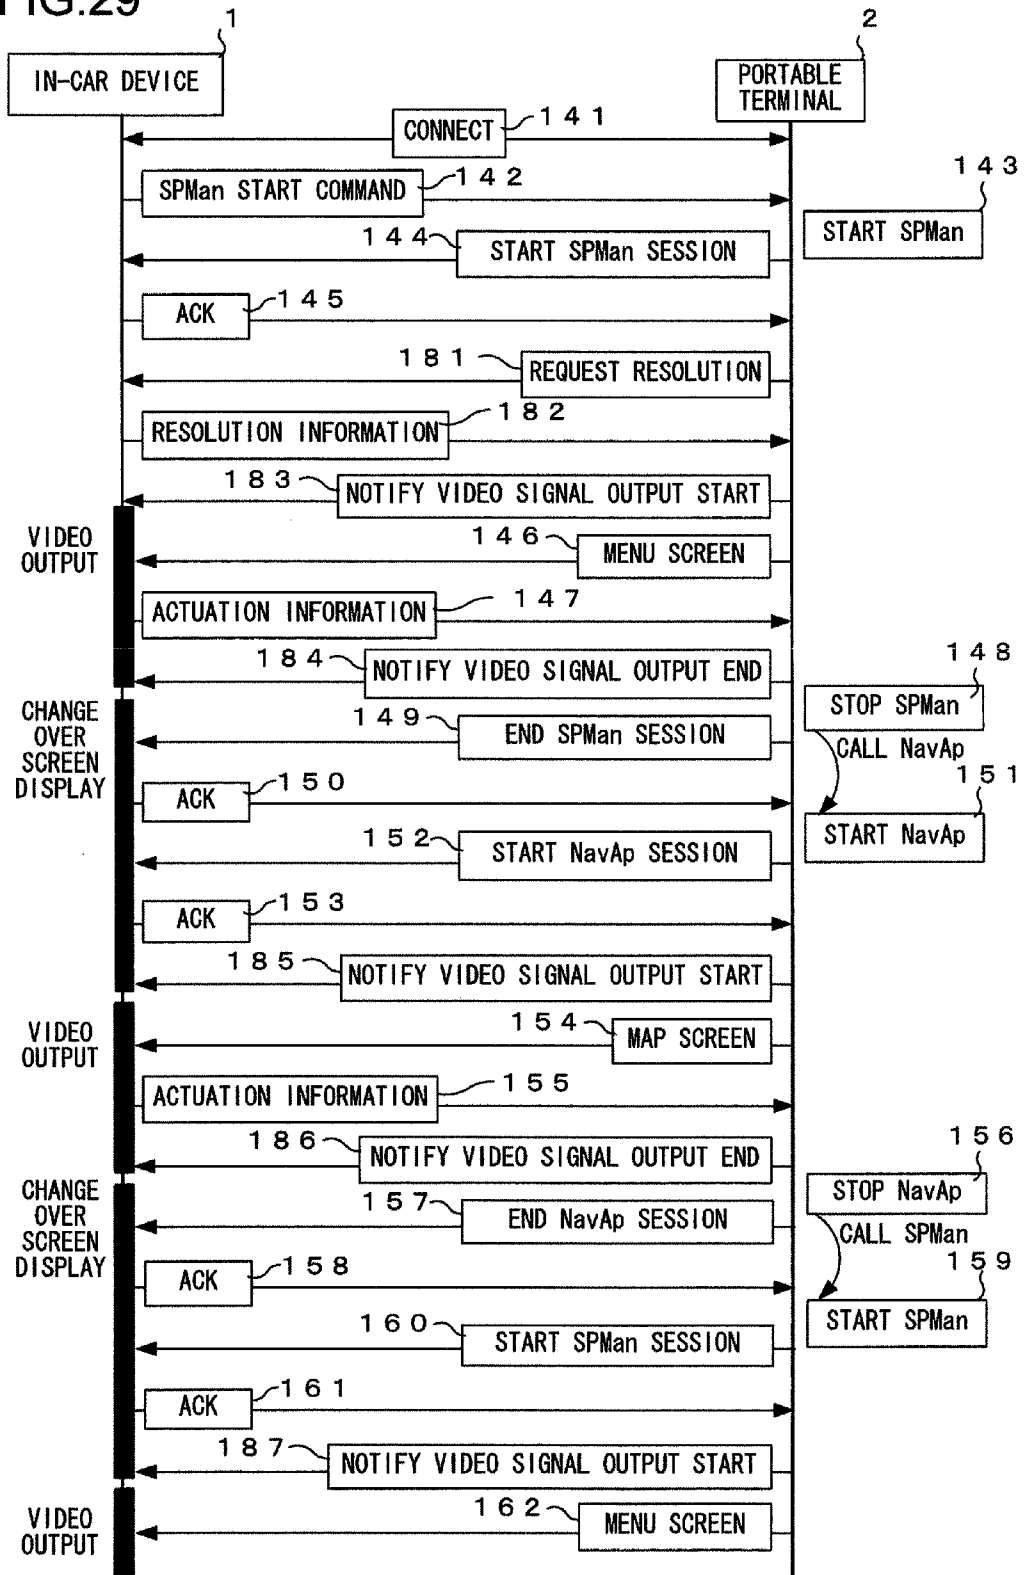 FIG.29
1
2
IN-CAR DEVICE
PORTABLE
TERMINAL
CONNECT
141
SPMan START COMMAND
142
143
START SPMan
144
START SPMan SESSION
ACK
145
181
REQUEST RESOLUTION
RESOLUTION INFORMATION
182
183
NOTIFY VIDEO SIGNAL OUTPUT START
VIDEO
OUTPUT
146
MENU SCREEN
ACTUATION INFORMATION
147
184
NOTIFY VIDEO SIGNAL OUTPUT END
148
STOP SPMan
CHANGE
OVER
SCREEN
DISPLAY
149
END SPMan SESSION
CALL NavAp
ACK
150
151
START NavAp
152
START NavAp SESSION
ACK
153
185
NOTIFY VIDEO SIGNAL OUTPUT START
VIDEO
OUTPUT
154
MAP SCREEN
ACTUATION INFORMATION
155
186
NOTIFY VIDEO SIGNAL OUTPUT END
156
STOP NavAp
CHANGE
OVER
SCREEN
DISPLAY
157
END NavAp SESSION
CALL SPMan
ACK
158
159
START SPMan
160
START SPMan SESSION
ACK
161
187
NOTIFY VIDEO SIGNAL OUTPUT START
VIDEO
OUTPUT
162
MENU SCREEN